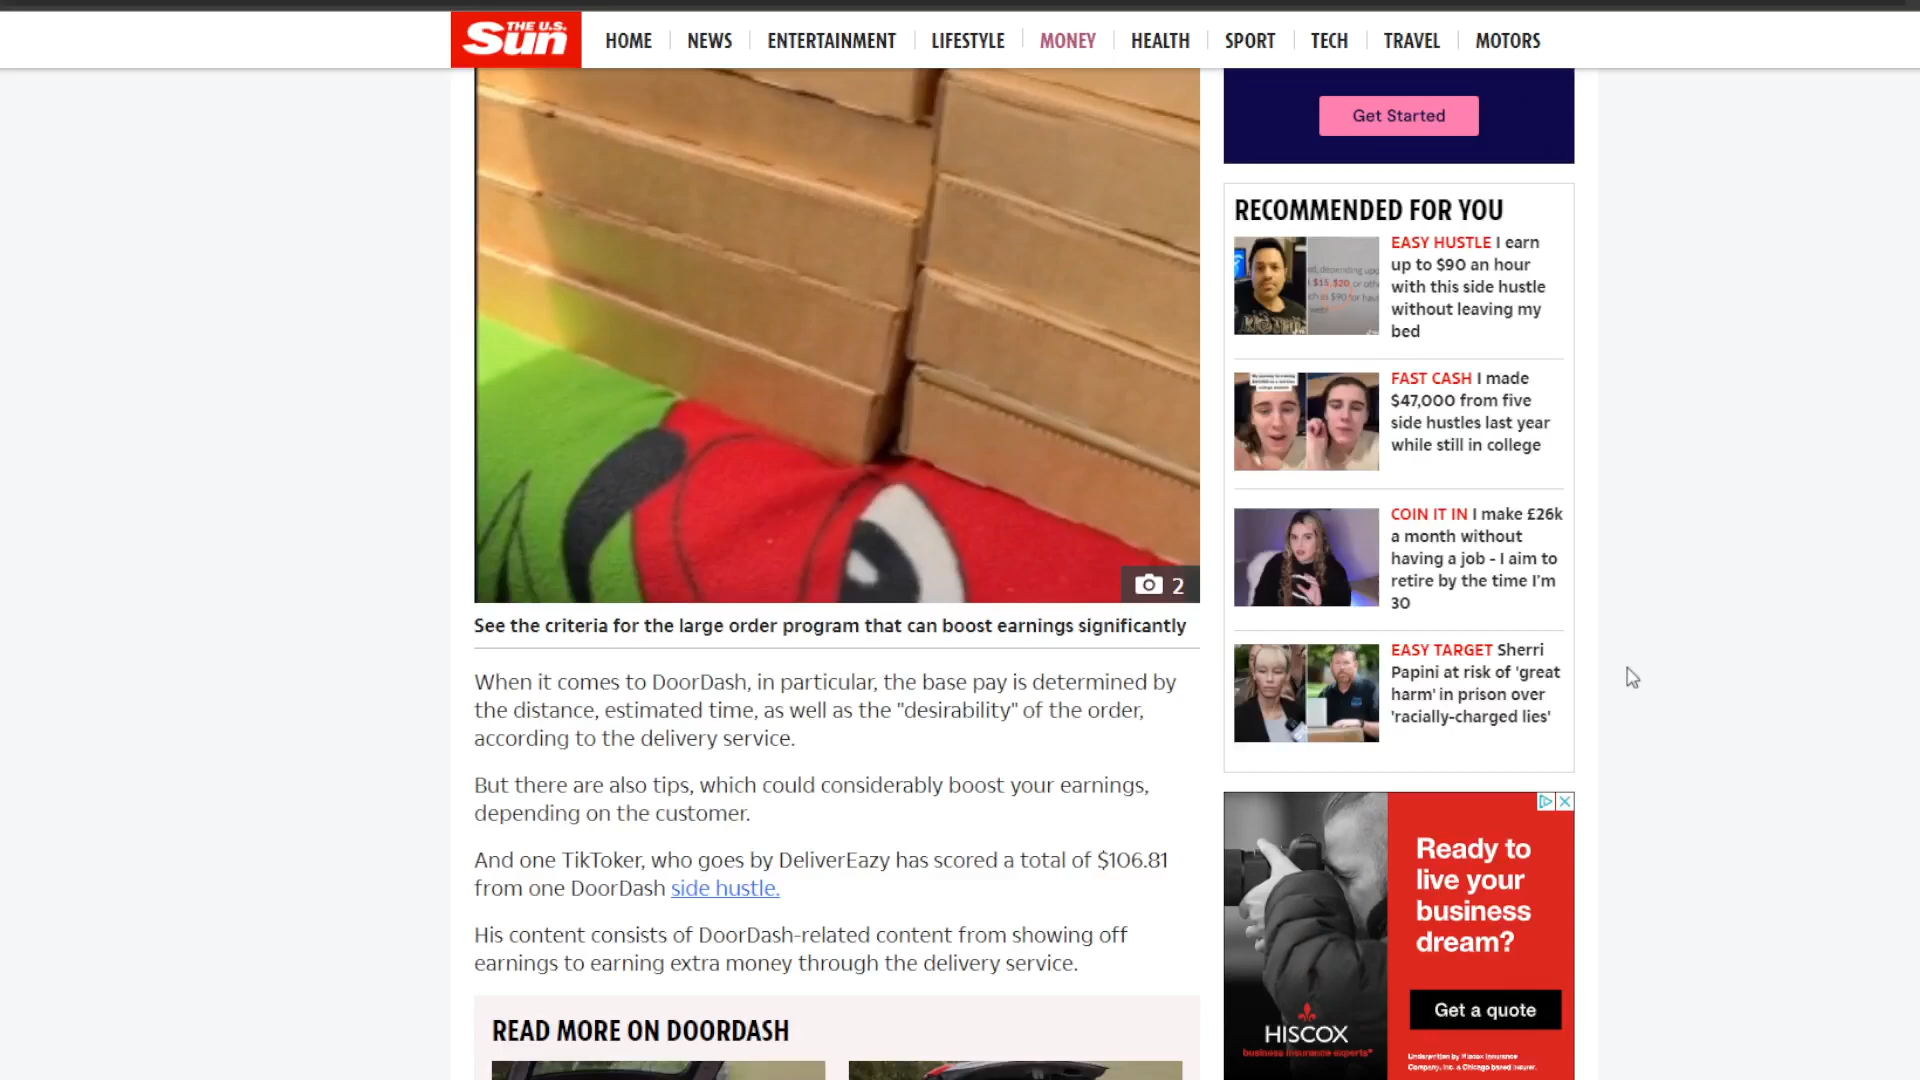 THE U.S.
Sun
HOME
NEWS
ENTERTAINMENT
LIFESTYLE
MONEY
HEALTH
SPORT
TECH
TRAVEL
MOTORS
2
See the criteria for the large order program that can boost earnings significantly
When it comes to DoorDash, in particular, the base pay is determined by
the distance, estimated time, as well as the "desirability" of the order,
according to the delivery service.
But there are also tips, which could considerably boost your earnings,
depending on the customer.
And one TikToker, who goes by DeliverEazy has scored a total of $106.81
from one DoorDash side hustle.
His content consists of DoorDash-related content from showing off
earnings to earning extra money through the delivery service.
READ MORE ON DOORDASH
Get Started
RECOMMENDED FOR YOU
EASY HUSTLE I earn
up to $90 an hour
with this side hustle
without leaving my
bed
FAST CASH I made
$47,000 from five
side hustles last year
while still in college
COIN IT IN I make £26k
a month without
having a job - I aim to
retire by the time I'm
30
EASY TARGET Sherri
Papini at risk of 'great
harm' in prison over
'racially-charged lies'
Ready to
live your
business
dream?
Get a quote
HISCOX
business insurance experts®
Underwritten by Hiscox Insurance
Company, Inc. a Chicago based insurer.